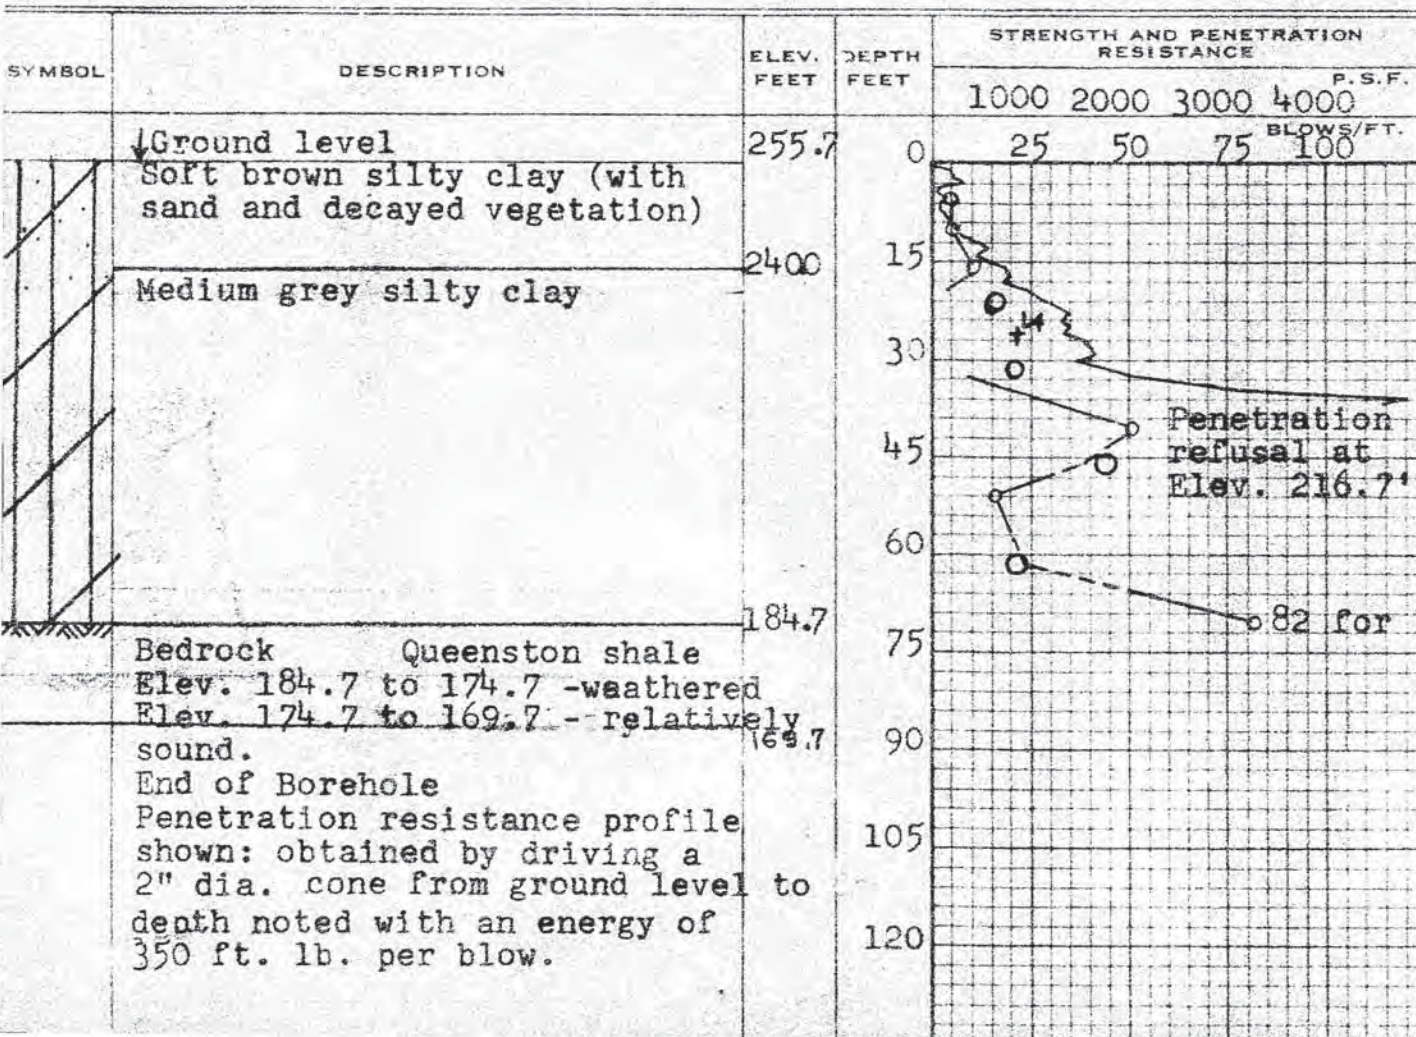 SYMBOL
DESCRIPTION
ELEV.
FEET
DEPTH
FEET
STRENGTH AND PENETRATION
RESISTANCE
P.S.F.
1000 2000 3000 4000
BLOWS/FT.
25 50 75 100
↓Ground level
255.7
0
Soft brown silty clay (with
sand and decayed vegetation)
2400
15
Medium grey silty clay
4
30
Penetration
refusal at
Elev. 216.7'
45
60
184.7
82 for
75
Bedrock Queenston shale
Elev. 184.7 to 174.7 -weathered
Elev. 174.7 to 169.7 - relatively
169.7
sound.
90
End of Borehole
Penetration resistance profile
shown: obtained by driving a
105
2" dia. cone from ground level to
depth noted with an energy of
350 ft. lb. per blow.
120